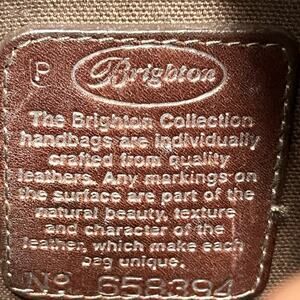 P Brighton
The Brighton Collection
handbags are individually
crafted from quality
leathers. Any markings on
the surface are part of the
natural beauty, texture
and character of the
leather, which make each
bag unique.
Nº 658394